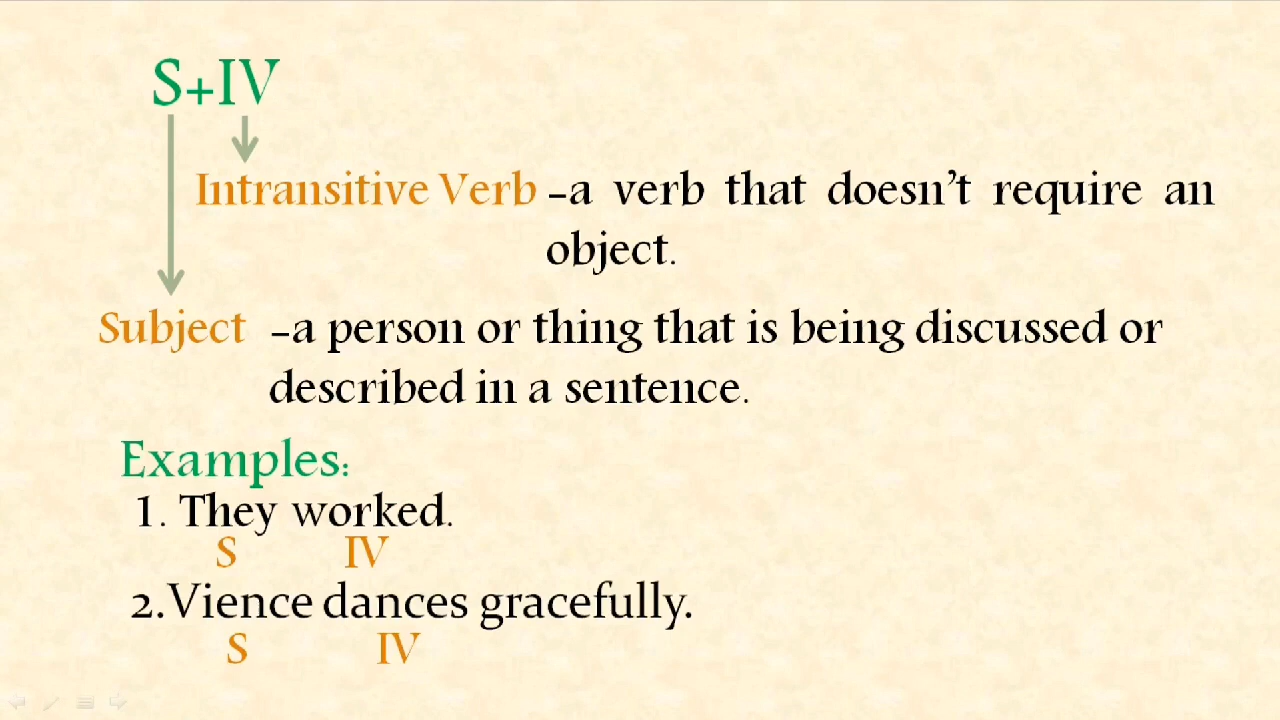 S+IV
Intransitive Verb –a verb that doesn't require an
object.
Subject –a person or thing that is being discussed or
described in a sentence.
Examples:
1. They worked.
S IV
2. Vience dances gracefully.
S IV